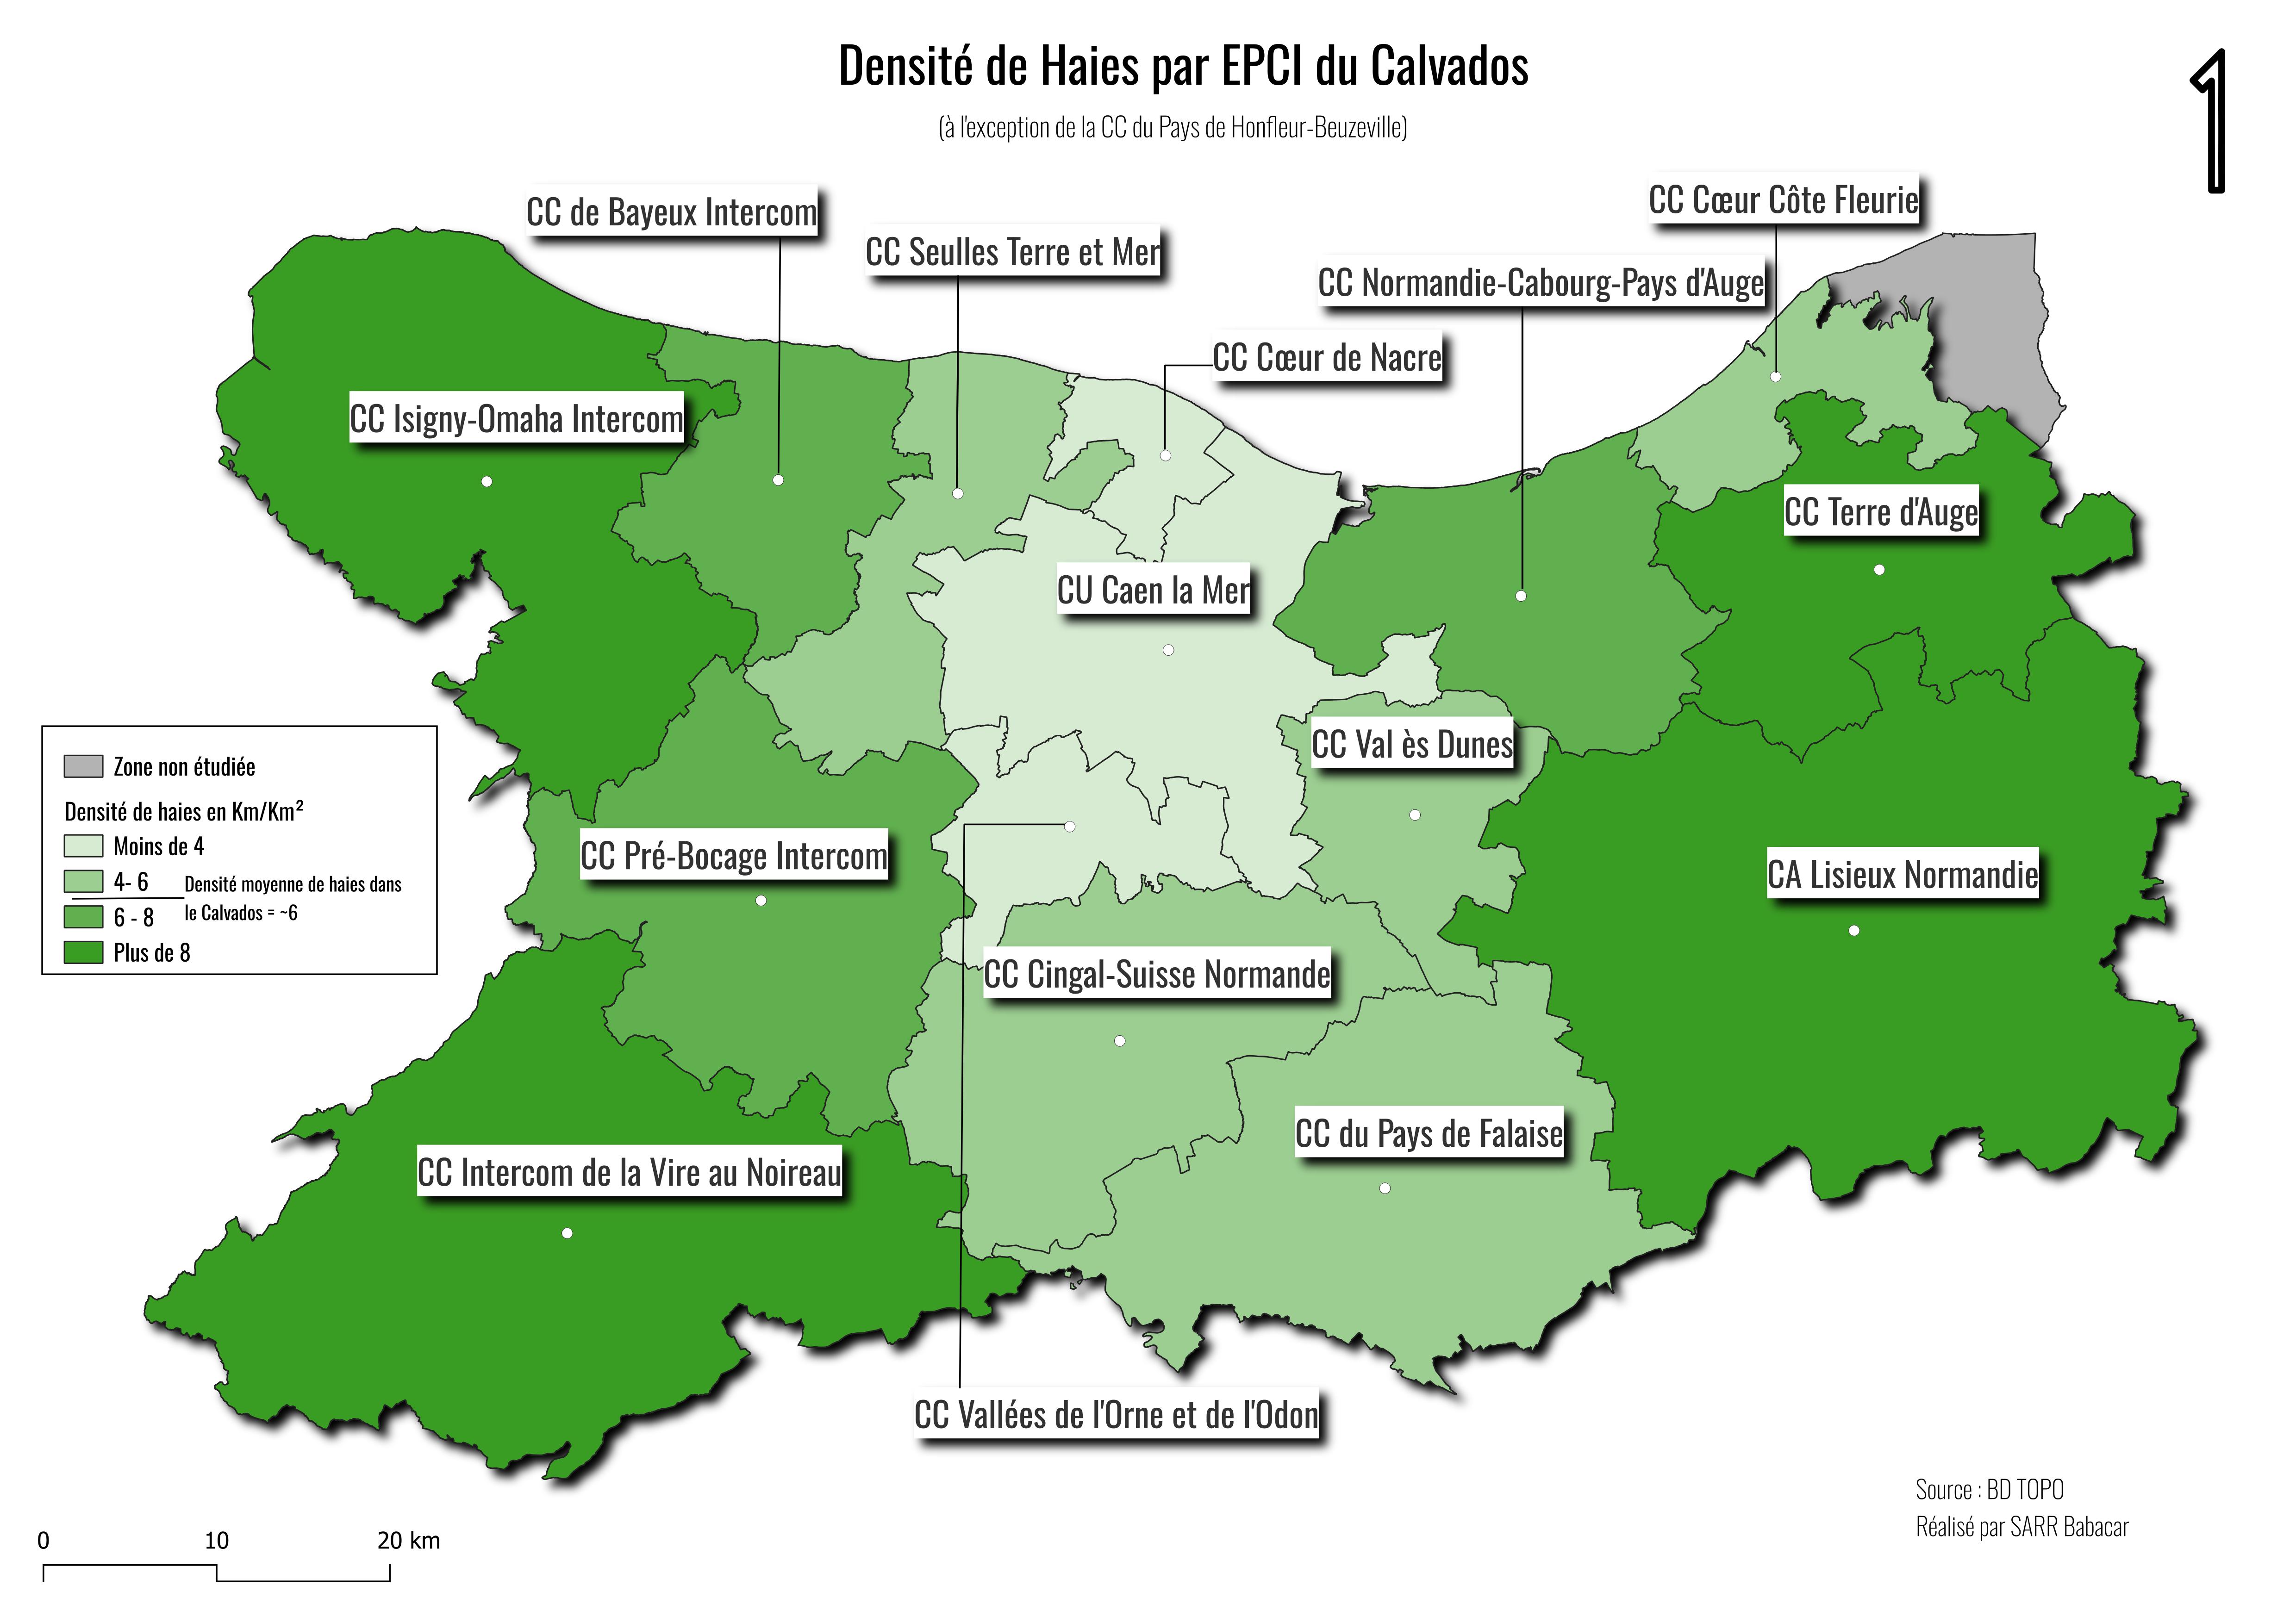 Densité de Haies par EPCI du Calvados
(à l'exception de la CC du Pays de Honfleur-Beuzeville)
1
CC Cœur Côte Fleurie
CC de Bayeux Intercom
CC Seulles Terre et Mer
CC Normandie-Cabourg-Pays d'Auge
CC Cœur de Nacre
CC Isigny-Omaha Intercom
CC Terre d'Auge
CU Caen la Mer
CC Val ès Dunes
CC Pré-Bocage Intercom
CA Lisieux Normandie
CC Cingal-Suisse Normande
CC du Pays de Falaise
CC Intercom de la Vire au Noireau
CC Vallées de l'Orne et de l'Odon
Zone non étudiée
Densité de haies en Km/Km²
Moins de 4
4- 6
6 - 8
Plus de 8
Densité moyenne de haies dans
le Calvados = ~6
Source : BD TOPO
Réalisé par SARR Babacar
0 10 20 km